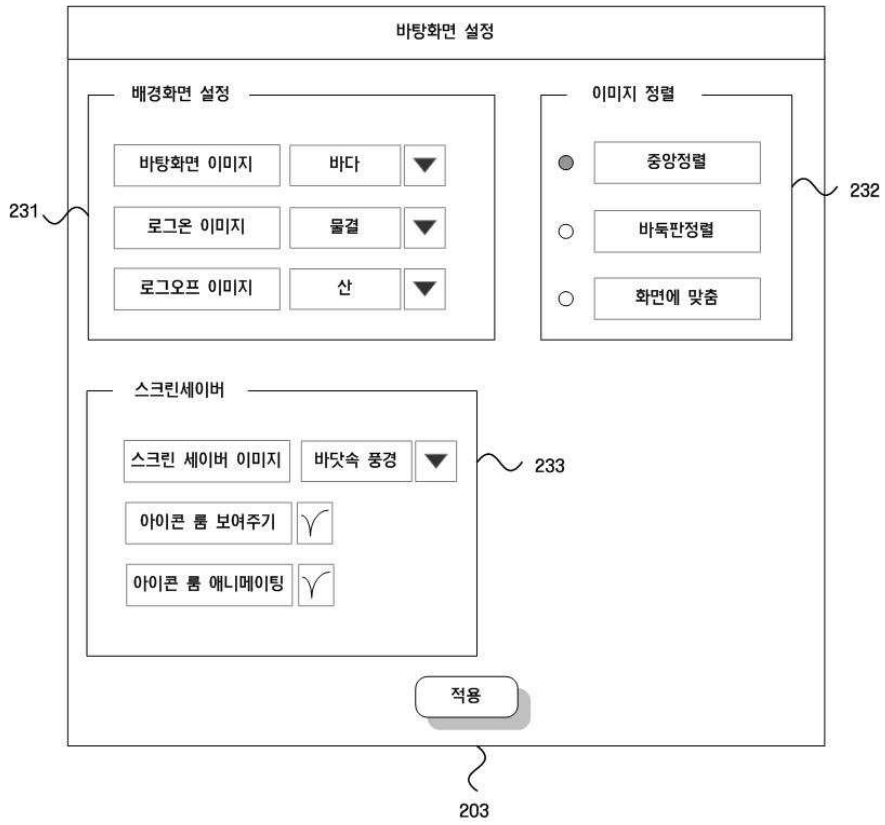 바탕화면 설정
배경화면 설정
바탕화면 이미지 바다
로그온 이미지 물결
로그오프 이미지 산
231
이미지 정렬
중앙정렬
바둑판정렬
화면에 맞춤
232
스크린세이버
스크린 세이버 이미지 바닷속 풍경
아이콘 룸 보여주기
아이콘 룸 애니메이팅
233
적용
203